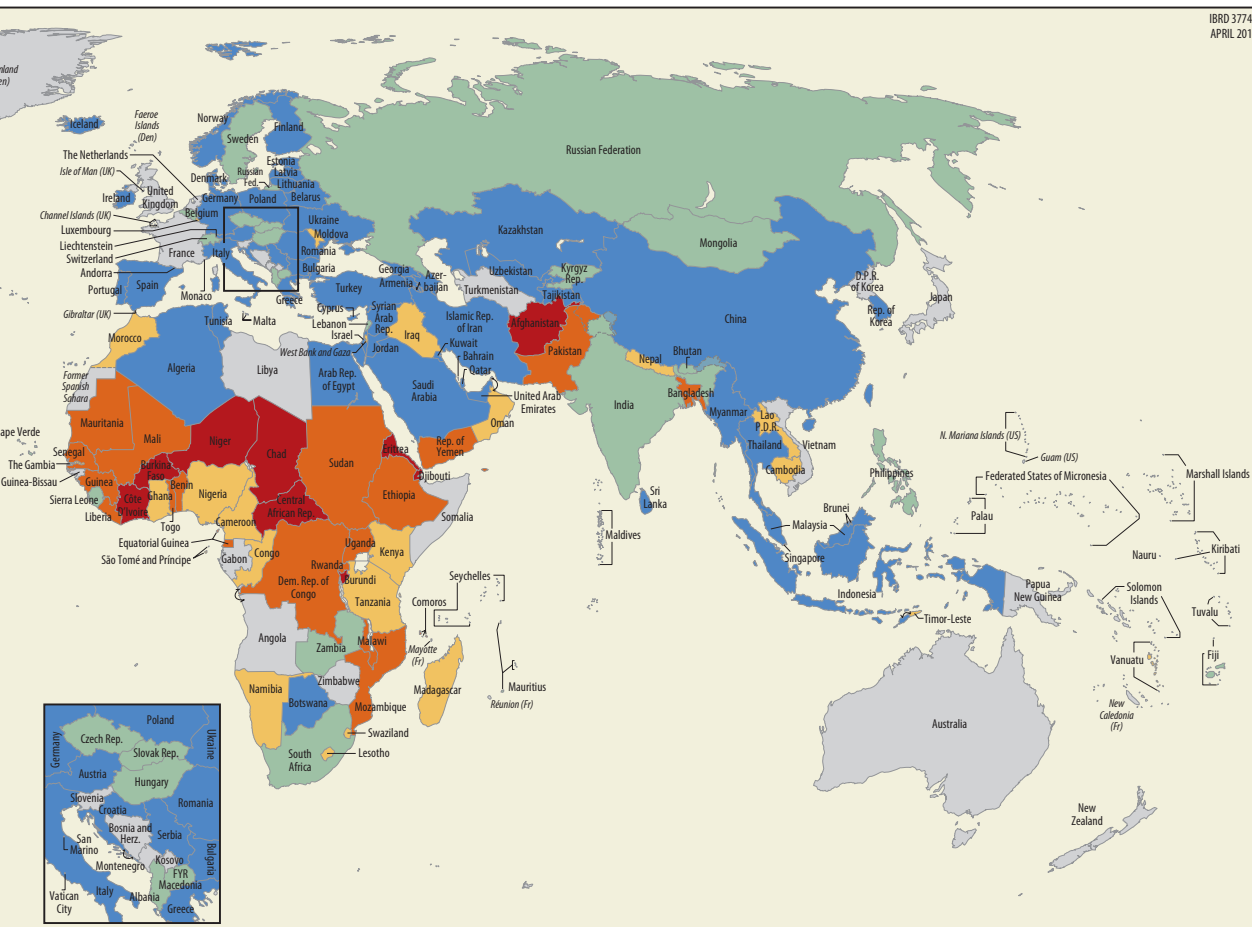 IBRD 3774
APRIL 201
nland
en)
Iceland
Faeroe
Islands
(Den)
Norway
Sweden
Finland
Russian Federation
The Netherlands
Isle of Man (UK)
Estonia
Latvia
Lithuania
Russian
Fed.
Denmark
Ireland
United
Kingdom
Germany
Poland
Belarus
Channel Islands (UK)
Belgium
Luxembourg
Ukraine
Moldova
Liechtenstein
Switzerland
France
Italy
Romania
Kazakhstan
Mongolia
Andorra
Bulgaria
Georgia
Armenia
Azer-
baijan
Uzbekistan
Kyrgyz
Rep.
Portugal
Spain
Monaco
Greece
Turkey
Turkmenistan
Tajikistan
D.P.R.
of Korea
Japan
Rep. of
Korea
Gibraltar (UK)
Tunisia
Malta
Cyprus
Lebanon
Israel
West Bank and Gaza
Syrian
Arab
Rep.
Jordan
Iraq
Islamic Rep.
of Iran
Afghanistan
China
Morocco
Kuwait
Bahrain
Qatar
Pakistan
Nepal
Bhutan
Algeria
Libya
Arab Rep.
of Egypt
Saudi
Arabia
United Arab
Emirates
Oman
India
Bangladesh
Myanmar
Lao
P.D.R.
Former
Spanish
Sahara
Mauritania
Mali
Niger
Chad
Sudan
Eritrea
Rep. of
Yemen
Thailand
Vietnam
N. Mariana Islands (US)
Guam (US)
ape Verde
Senegal
The Gambia
Guinea-Bissau
Guinea
Burkina
Faso
Benin
Djibouti
Cambodia
Philippines
Federated States of Micronesia
Marshall Islands
Sierra Leone
Liberia
Côte
D'Ivoire
Ghana
Togo
Nigeria
Central
African Rep.
Ethiopia
Somalia
Sri
Lanka
Maldives
Brunei
Malaysia
Palau
Cameroon
Equatorial Guinea
São Tomé and Príncipe
Gabon
Congo
Uganda
Kenya
Rwanda
Burundi
Dem. Rep. of
Congo
Tanzania
Seychelles
Singapore
Indonesia
Nauru
Kiribati
Papua
New Guinea
Solomon
Islands
Tuvalu
Comoros
Timor-Leste
Angola
Zambia
Malawi
Mayotte
(Fr)
Vanuatu
Fiji
i
Zimbabwe
Namibia
Botswana
Mozambique
Madagascar
Mauritius
Réunion (Fr)
New
Caledonia
(Fr)
Australia
Swaziland
Lesotho
South
Africa
New
Zealand
Poland
Germany
Czech Rep.
Ukraine
Slovak Rep.
Austria
Hungary
Slovenia
Croatia
Romania
Bosnia and
Herz.
Serbia
San
Marino
Montenegro
Kosovo
Bulgaria
FYR
Macedonia
Vatican
City
Italy
Albania
Greece